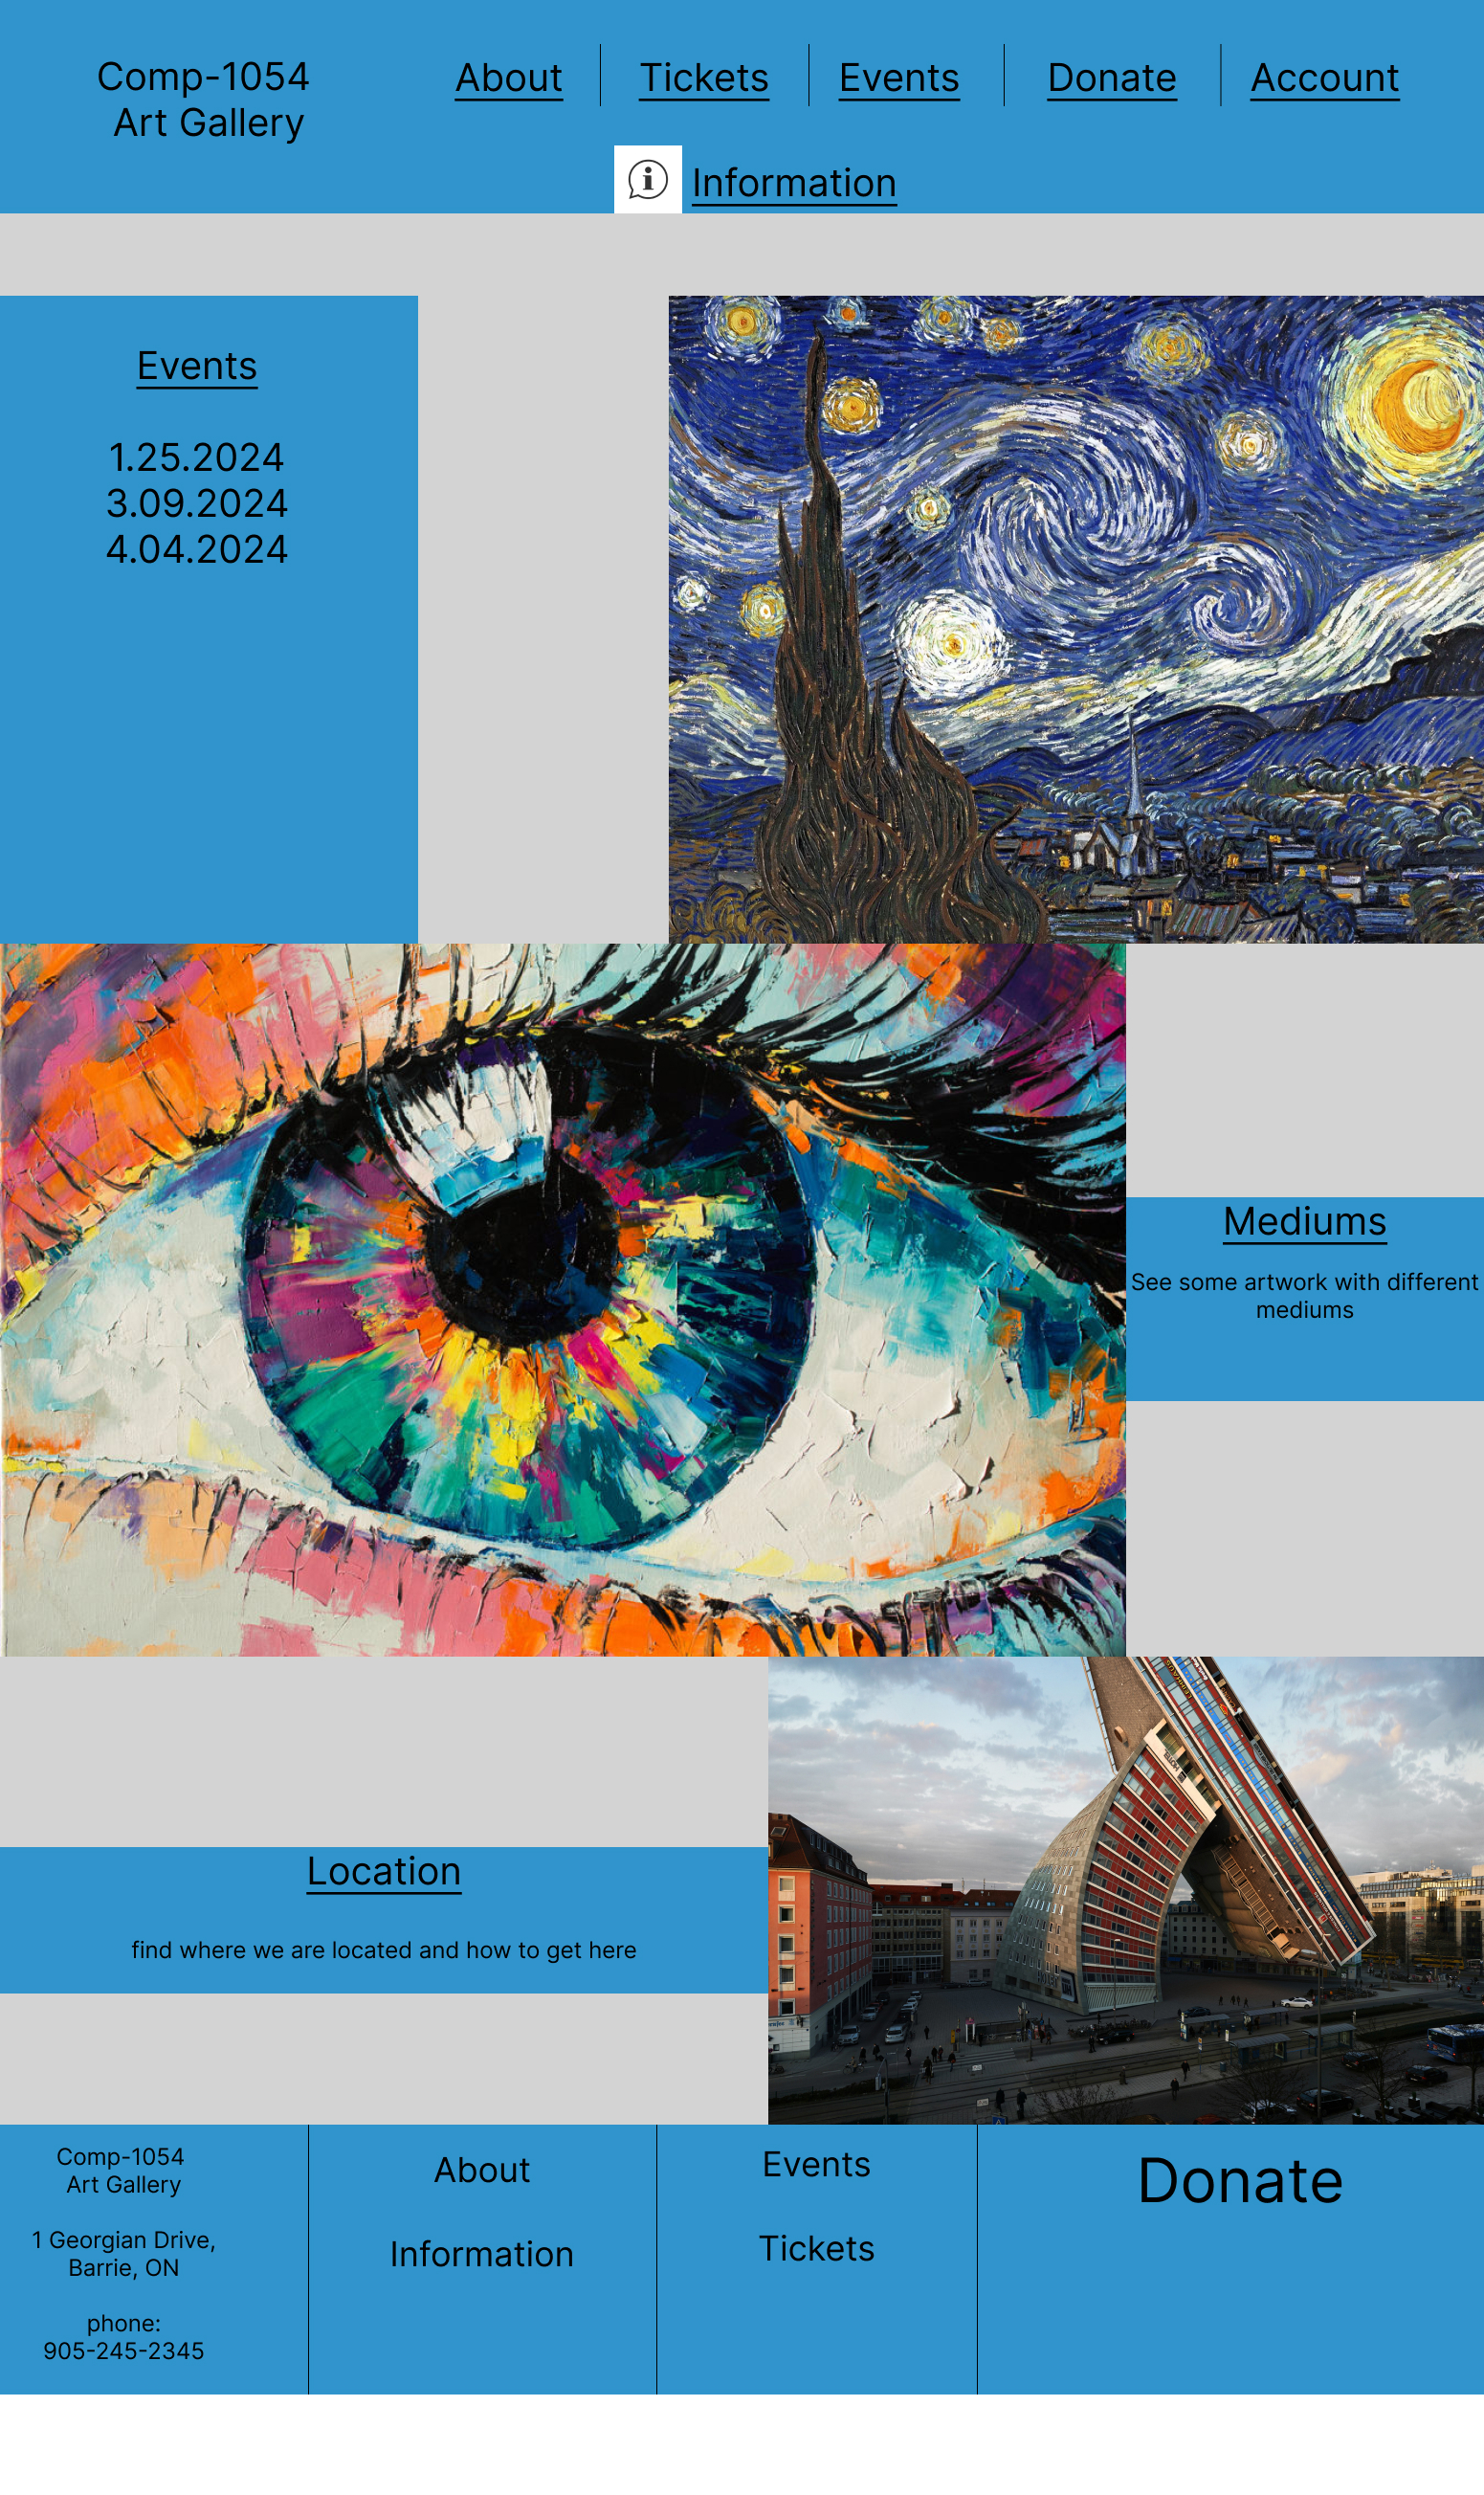 Comp-1054
Art Gallery
About
Tickets
Events
Donate
Account
Information
Events
1.25.2024
3.09.2024
4.04.2024
Mediums
See some artwork with different
mediums
Location
find where we are located and how to get here
Comp-1054
Art Gallery
1 Georgian Drive,
Barrie, ON
phone:
905-245-2345
About
Information
Events
Tickets
Donate